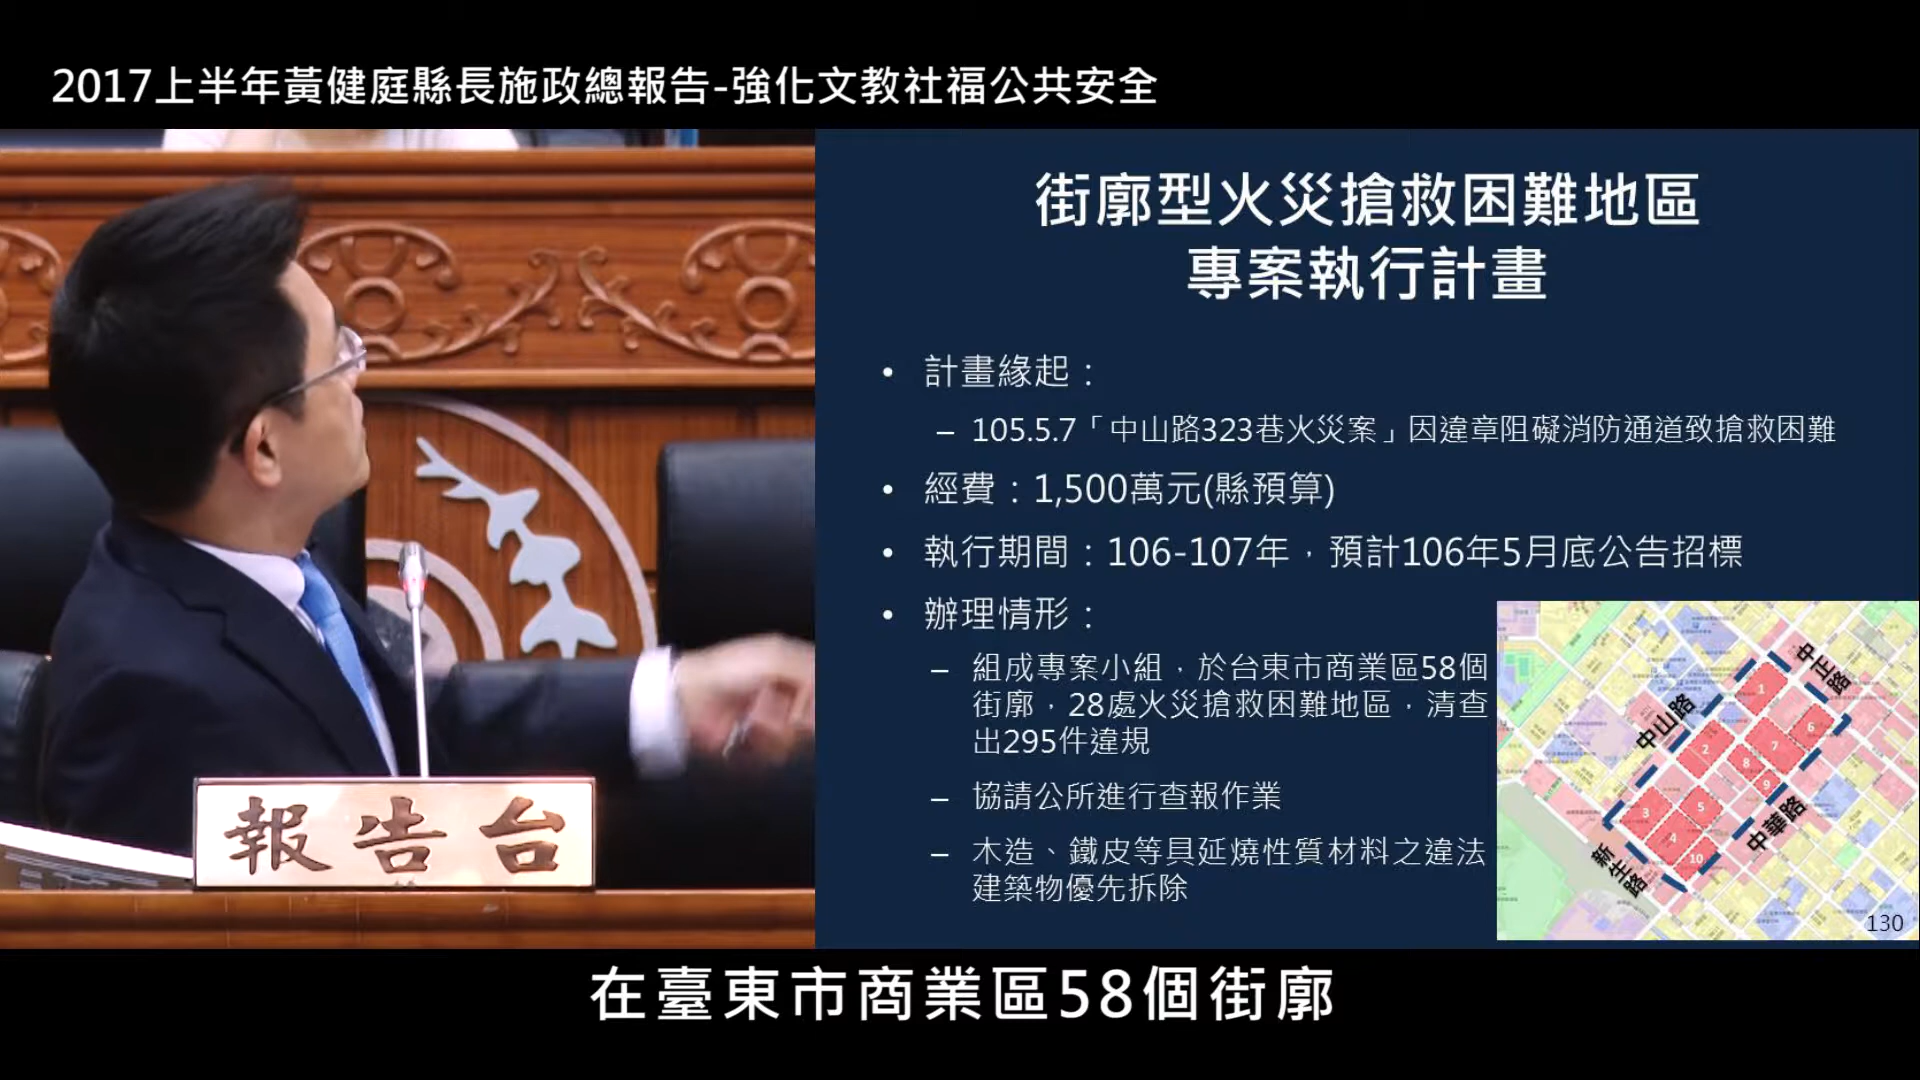 2017上半年黃健庭縣長施政總報告-強化文教社福公共安全
街廓型火災搶救困難地區
專案執行計畫
• 計畫緣起：
– 105.5.7「中山路323巷火災案」因違章阻礙消防通道致搶救困難
• 經費：1,500萬元(縣預算)
• 執行期間：106-107年，預計106年5月底公告招標
• 辦理情形：
– 組成專案小組，於台東市商業區58個
街廓，28處火災搶救困難地區，清查
出295件違規
– 協請公所進行查報作業
– 木造、鐵皮等具延燒性質材料之違法
建築物優先拆除
中正路
中山路
中華路
新生路
1
6
7
2
8
9
5
3
4
10
130
報告台
在臺東市商業區58個街廓